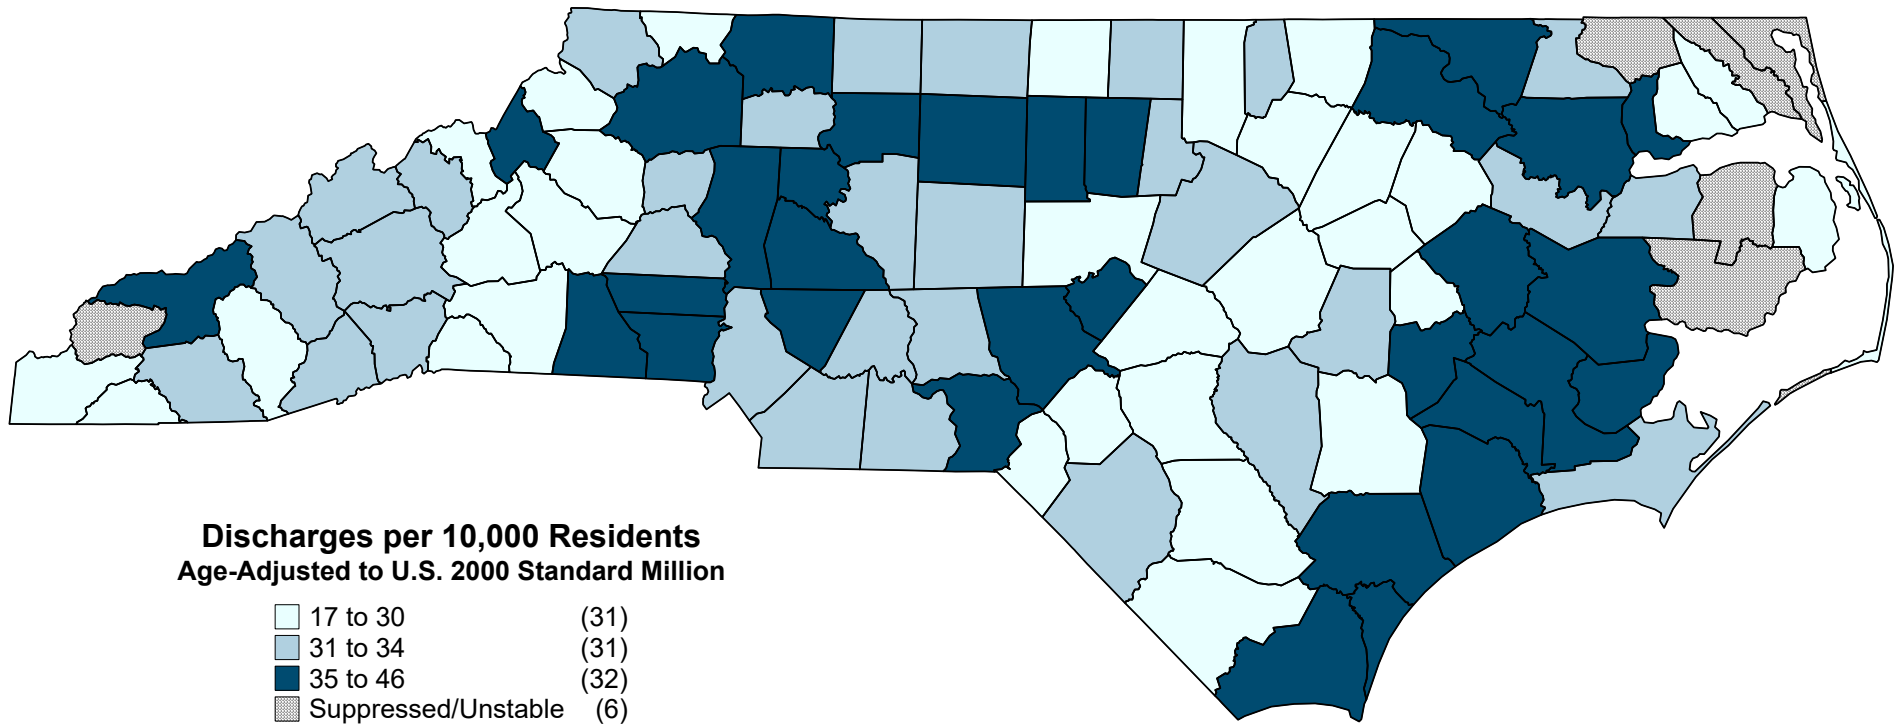 Discharges per 10,000 Residents
Age-Adjusted to U.S. 2000 Standard Million
17 to 30 (31)
31 to 34 (31)
35 to 46 (32)
Suppressed/Unstable (6)